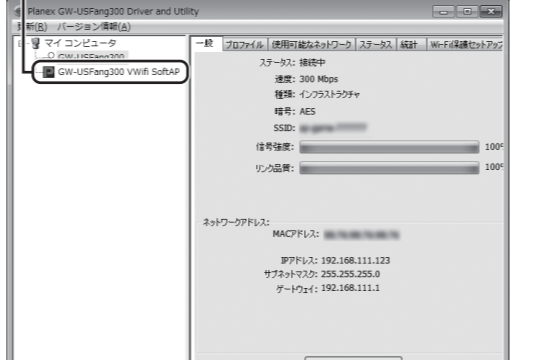 Planex GW-USFang300 Driver and Utility
更新(R) バージョン情報(A)
マイ コンピュータ
GW-USFang300
GW-USFang300 VWifi SoftAP
一般 プロファイル 使用可能なネットワーク ステータス 統計 Wi-Fi保護セットアップ
ステータス: 接続中
速度: 300 Mbps
種類: インフラストラクチャ
暗号: AES
SSID:
信号強度: 100%
リンク品質: 100%
ネットワークアドレス:
MACアドレス:
IPアドレス: 192.168.111.123
サブネットマスク: 255.255.255.0
ゲートウェイ: 192.168.111.1